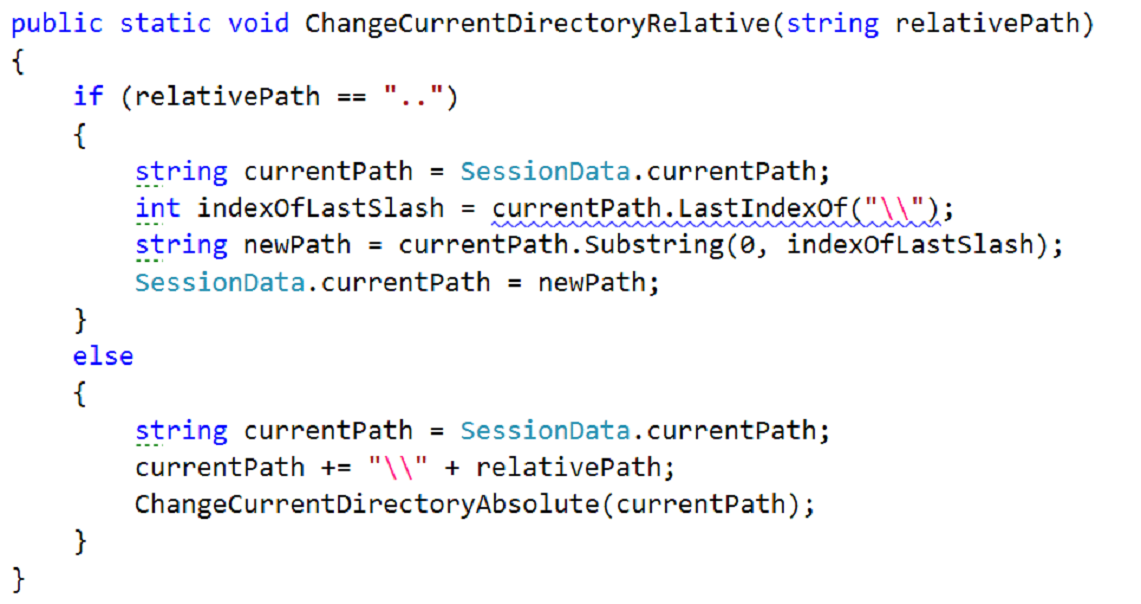 public static void ChangeCurrentDirectoryRelative(string relativePath)
{
    if (relativePath == "..")
    {
        string currentPath = SessionData.currentPath;
        int indexOfLastSlash = currentPath.LastIndexOf("\\");
        string newPath = currentPath.Substring(0, indexOfLastSlash);
        SessionData.currentPath = newPath;
    }
    else
    {
        string currentPath = SessionData.currentPath;
        currentPath += "\\" + relativePath;
        ChangeCurrentDirectoryAbsolute(currentPath);
    }
}